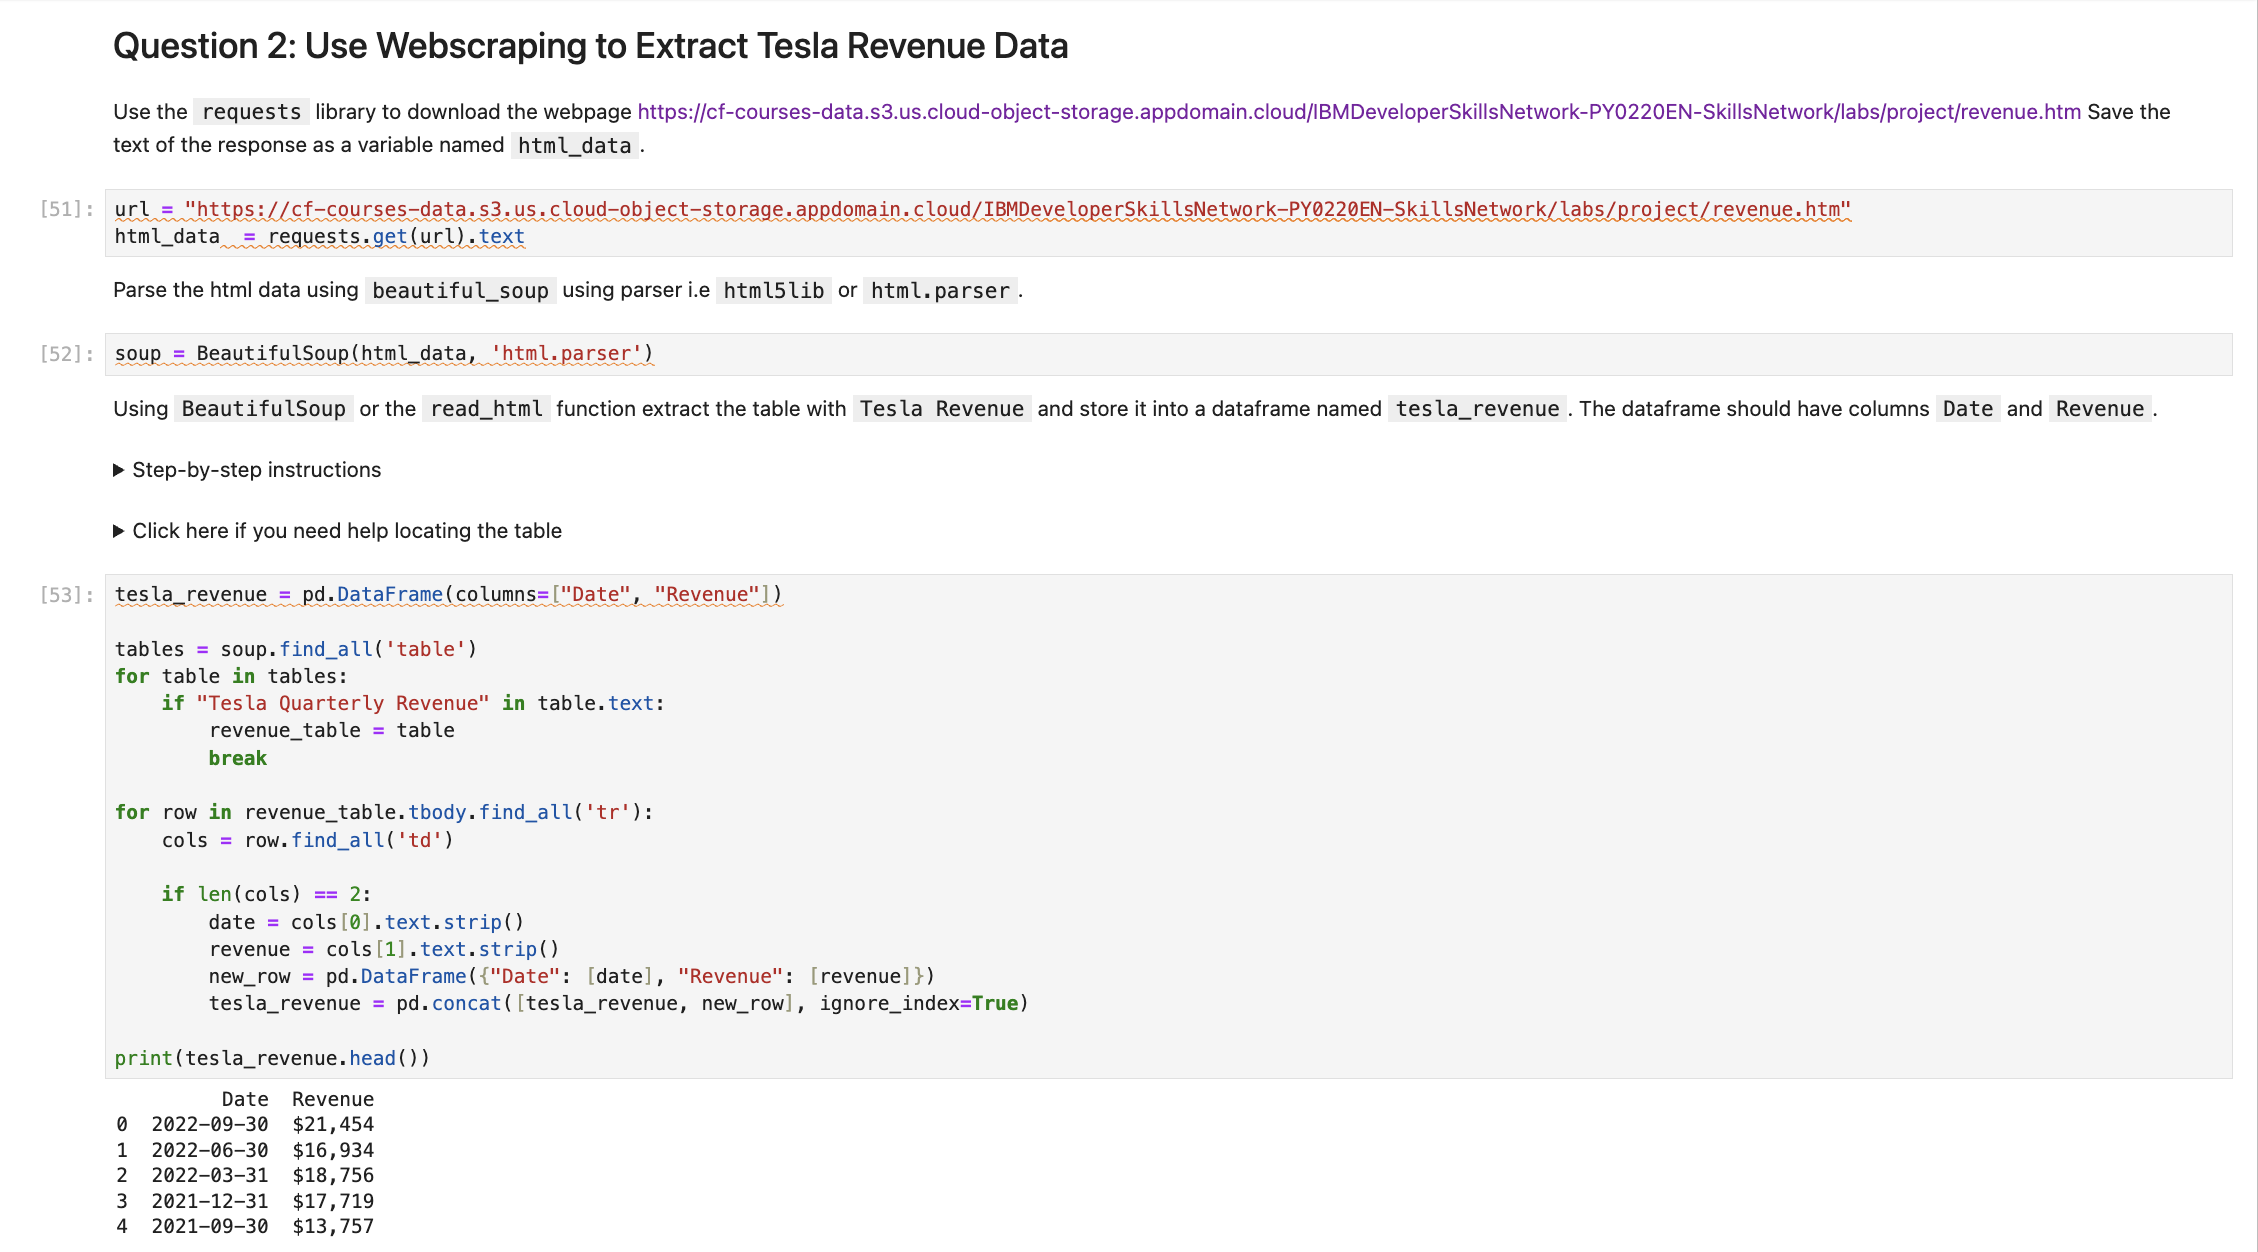 Question 2: Use Webscraping to Extract Tesla Revenue Data
Use the requests library to download the webpage https://cf-courses-data.s3.us.cloud-object-storage.appdomain.cloud/IBMDeveloperSkillsNetwork-PY0220EN-SkillsNetwork/labs/project/revenue.htm Save the
text of the response as a variable named html_data.
[51]: url = "https://cf-courses-data.s3.us.cloud-object-storage.appdomain.cloud/IBMDeveloperSkillsNetwork-PY0220EN-SkillsNetwork/labs/project/revenue.htm"
html_data  = requests.get(url).text
Parse the html data using beautiful_soup using parser i.e html5lib or html.parser.
[52]: soup = BeautifulSoup(html_data, 'html.parser')
Using BeautifulSoup or the read_html function extract the table with Tesla Revenue and store it into a dataframe named tesla_revenue. The dataframe should have columns Date and Revenue.
▶ Step-by-step instructions
▶ Click here if you need help locating the table
[53]: tesla_revenue = pd.DataFrame(columns=["Date", "Revenue"])
tables = soup.find_all('table')
for table in tables:
    if "Tesla Quarterly Revenue" in table.text:
        revenue_table = table
        break
for row in revenue_table.tbody.find_all('tr'):
    cols = row.find_all('td')
    if len(cols) == 2:
        date = cols[0].text.strip()
        revenue = cols[1].text.strip()
        new_row = pd.DataFrame({"Date": [date], "Revenue": [revenue]})
        tesla_revenue = pd.concat([tesla_revenue, new_row], ignore_index=True)
print(tesla_revenue.head())
         Date  Revenue
0  2022-09-30  $21,454
1  2022-06-30  $16,934
2  2022-03-31  $18,756
3  2021-12-31  $17,719
4  2021-09-30  $13,757